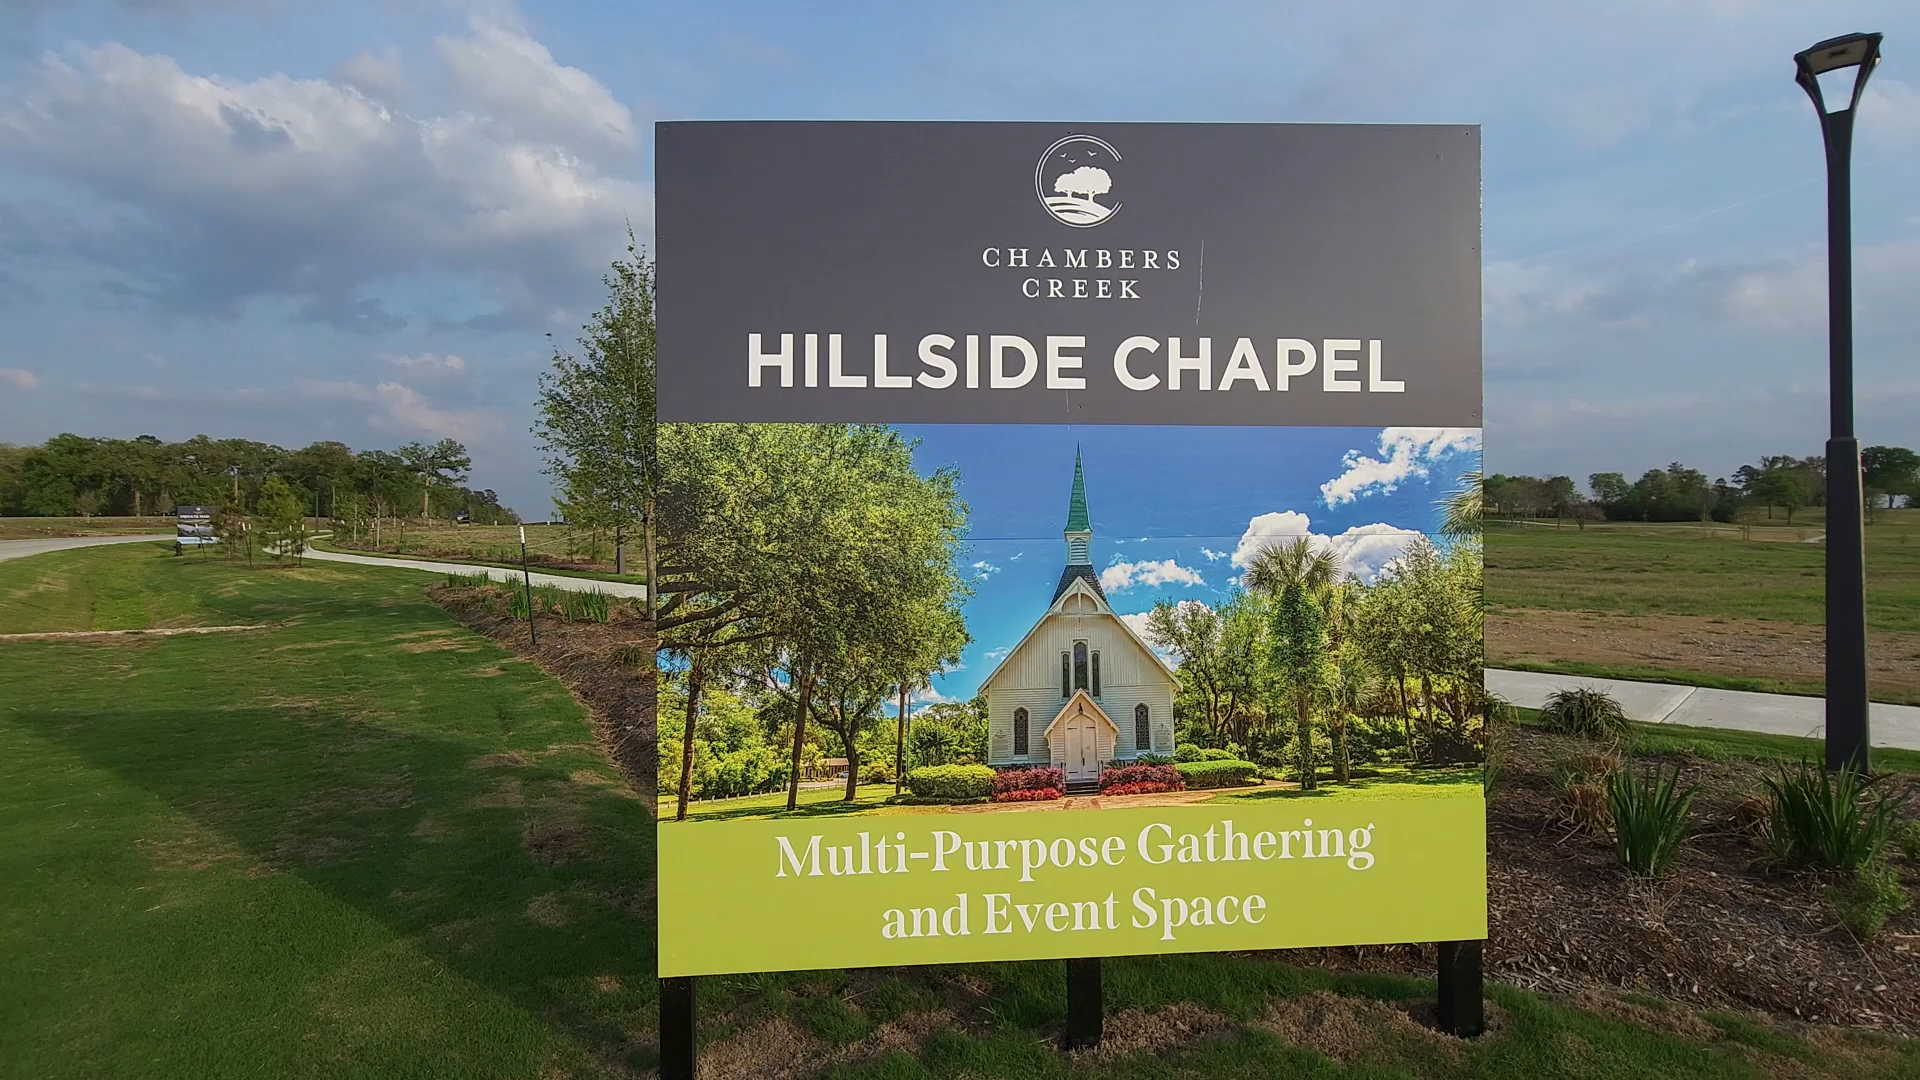 CHAMBERS
CREEK
HILLSIDE CHAPEL
Multi-Purpose Gathering
and Event Space